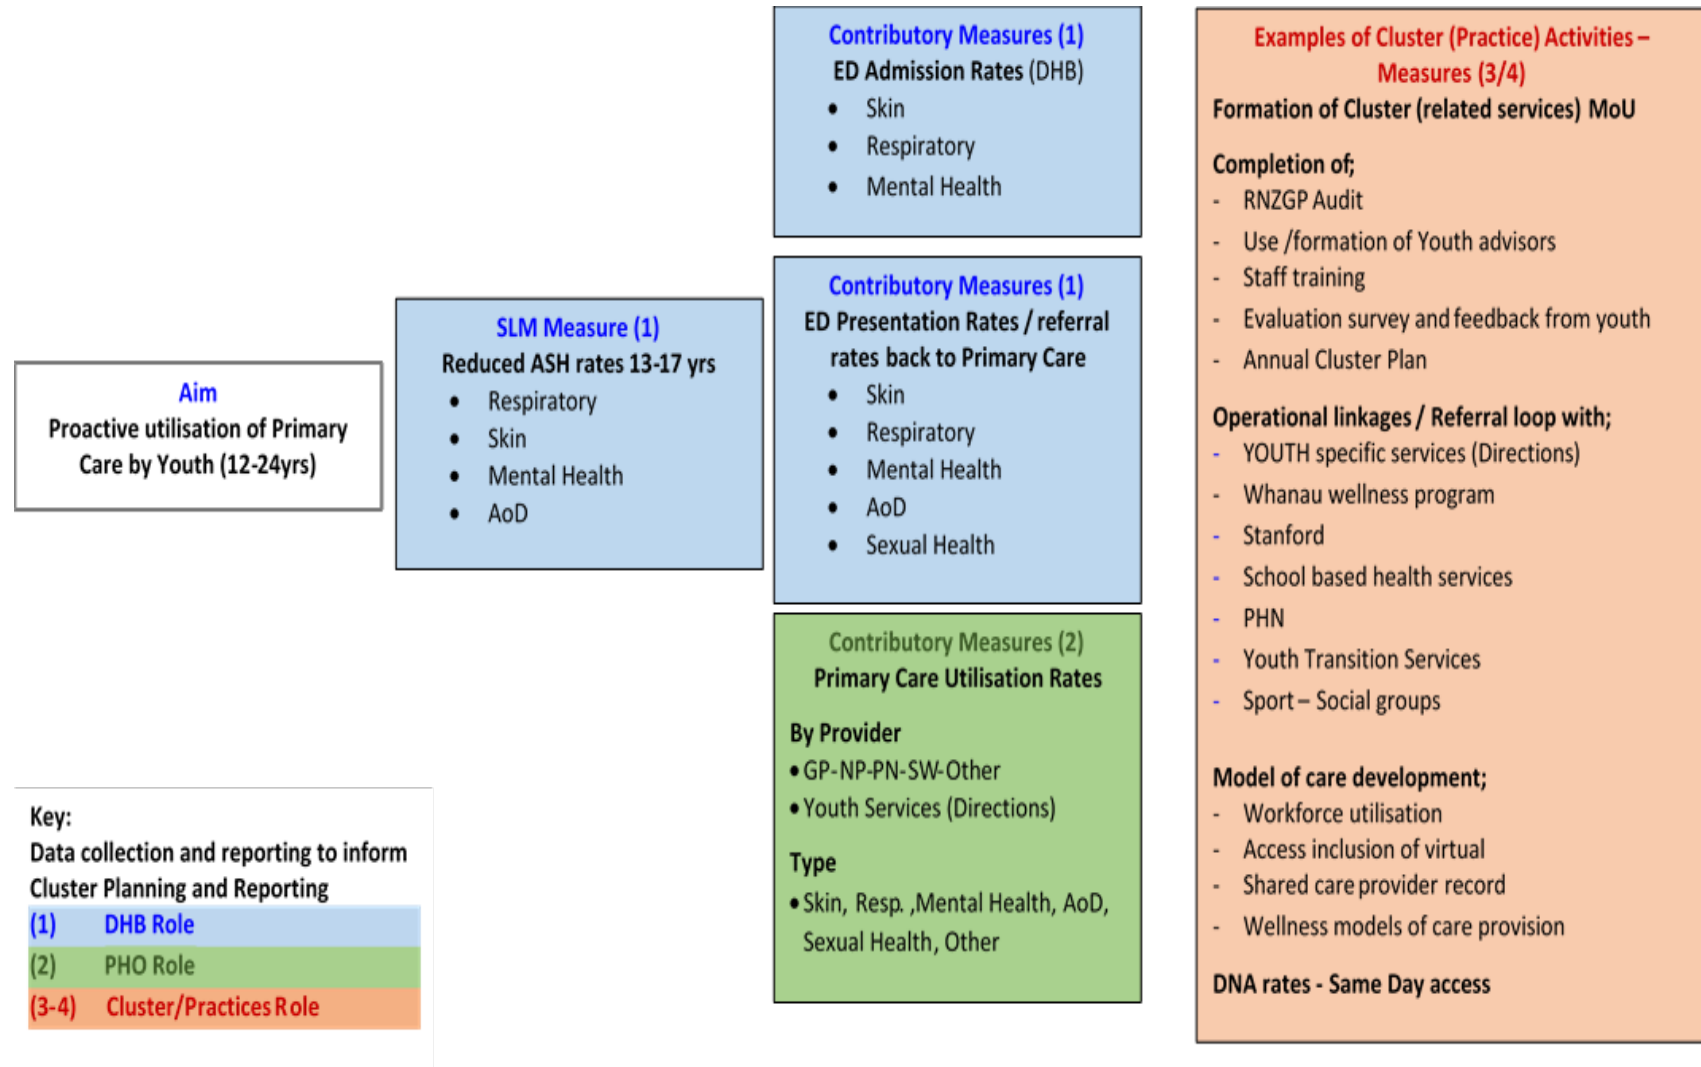 Aim
Proactive utilisation of Primary
Care by Youth (12-24yrs)
SLM Measure (1)
Reduced ASH rates 13-17 yrs
• Respiratory
• Skin
• Mental Health
• AoD
Contributory Measures (1)
ED Admission Rates (DHB)
• Skin
• Respiratory
• Mental Health
Contributory Measures (1)
ED Presentation Rates / referral
rates back to Primary Care
• Skin
• Respiratory
• Mental Health
• AoD
• Sexual Health
Contributory Measures (2)
Primary Care Utilisation Rates
By Provider
• GP-NP-PN-SW-Other
• Youth Services (Directions)
Type
• Skin, Resp. ,Mental Health, AoD,
Sexual Health, Other
Examples of Cluster (Practice) Activities –
Measures (3/4)
Formation of Cluster (related services) MoU
Completion of;
- RNZGP Audit
- Use /formation of Youth advisors
- Staff training
- Evaluation survey and feedback from youth
- Annual Cluster Plan
Operational linkages / Referral loop with;
- YOUTH specific services (Directions)
- Whanau wellness program
- Stanford
- School based health services
- PHN
- Youth Transition Services
- Sport – Social groups
Model of care development;
- Workforce utilisation
- Access inclusion of virtual
- Shared care provider record
- Wellness models of care provision
DNA rates - Same Day access
Key:
Data collection and reporting to inform
Cluster Planning and Reporting
(1) DHB Role
(2) PHO Role
(3-4) Cluster/Practices Role